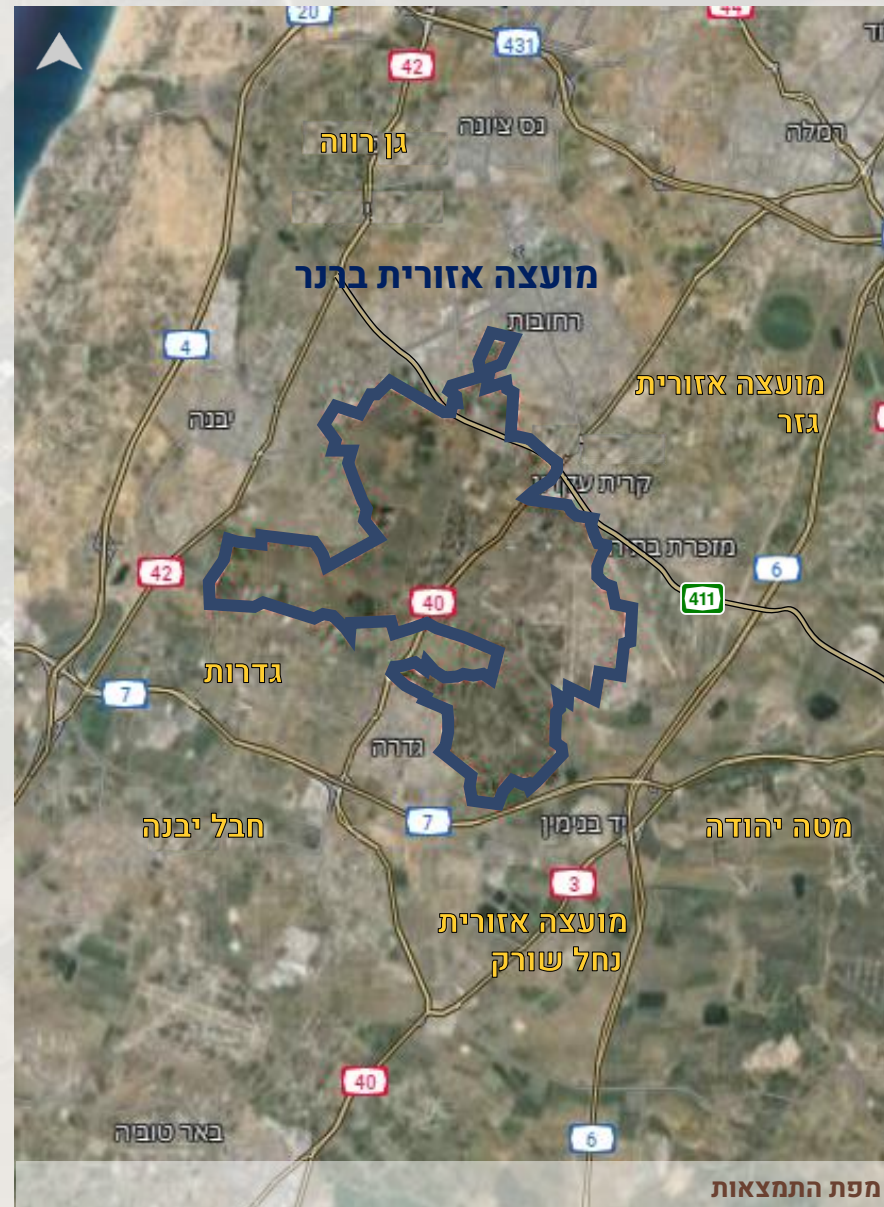 20
44
431
42
נס ציונה
רמלה
גן רווה
מועצה אזורית ברנר
רחובות
4
מועצה אזורית
גזר
יבנה
קרית עקרון
מזכרת בתיה
42
6
40
411
גדרות
7
גדרה
חבל יבנה
7
יד בנימין
מטה יהודה
3
מועצה אזורית
נחל שורק
40
באר טוביה
6
מפת התמצאות